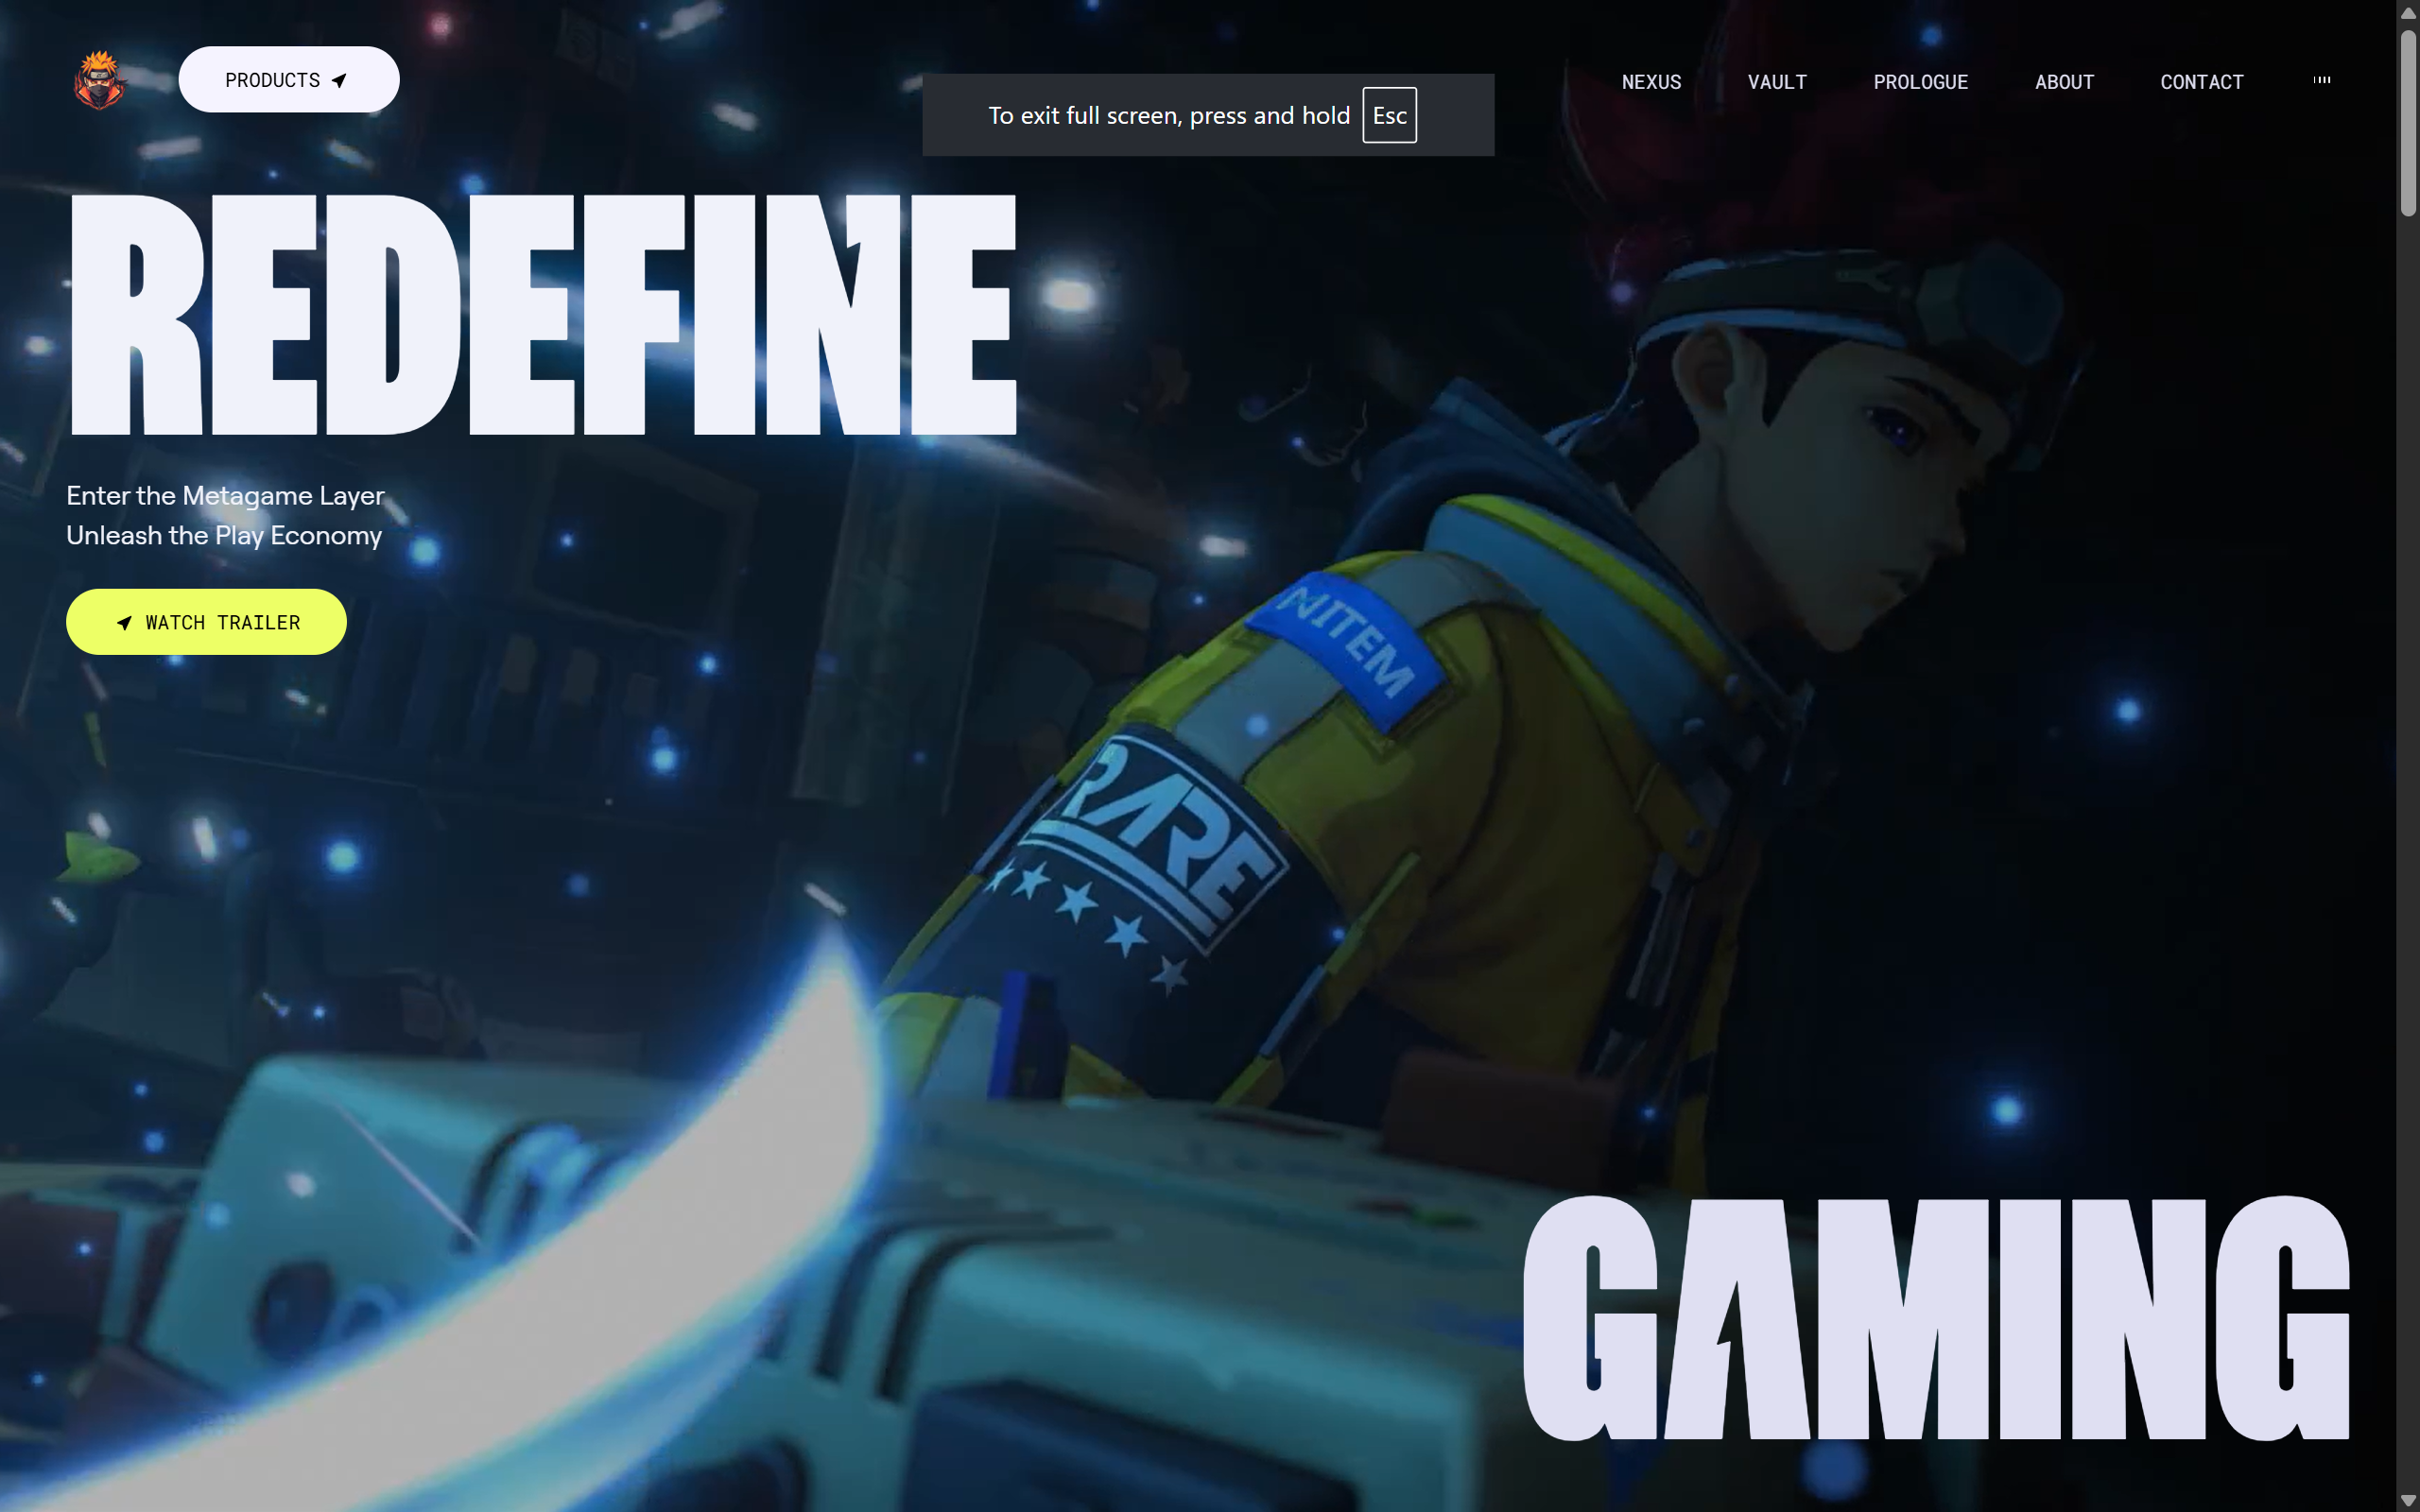 PRODUCTS
To exit full screen, press and hold Esc
NEXUS
VAULT
PROLOGUE
ABOUT
CONTACT
REDEFINE
Enter the Metagame Layer
Unleash the Play Economy
WATCH TRAILER
NITEM
RARE
GAMING